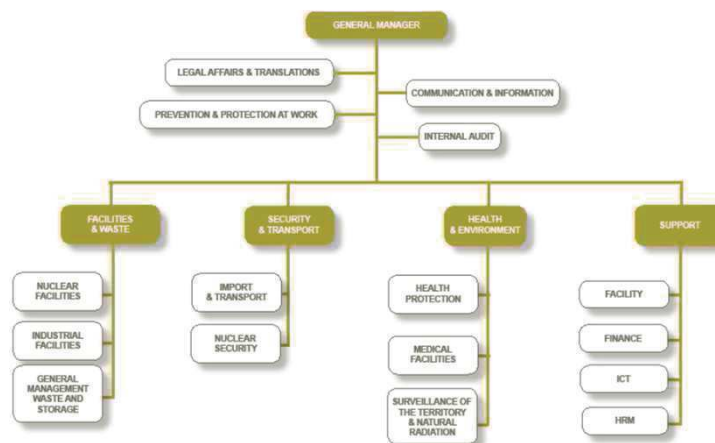 GENERAL MANAGER
LEGAL AFFAIRS & TRANSLATIONS
COMMUNICATION & INFORMATION
PREVENTION & PROTECTION AT WORK
INTERNAL AUDIT
FACILITIES
& WASTE
SECURITY
& TRANSPORT
HEALTH
& ENVIRONMENT
SUPPORT
NUCLEAR
FACILITIES
INDUSTRIAL
FACILITIES
GENERAL
MANAGEMENT
WASTE AND
STORAGE
IMPORT
& TRANSPORT
NUCLEAR
SECURITY
HEALTH
PROTECTION
MEDICAL
FACILITIES
SURVEILLANCE OF
THE TERRITORY
& NATURAL
RADIATION
FACILITY
FINANCE
ICT
HRM